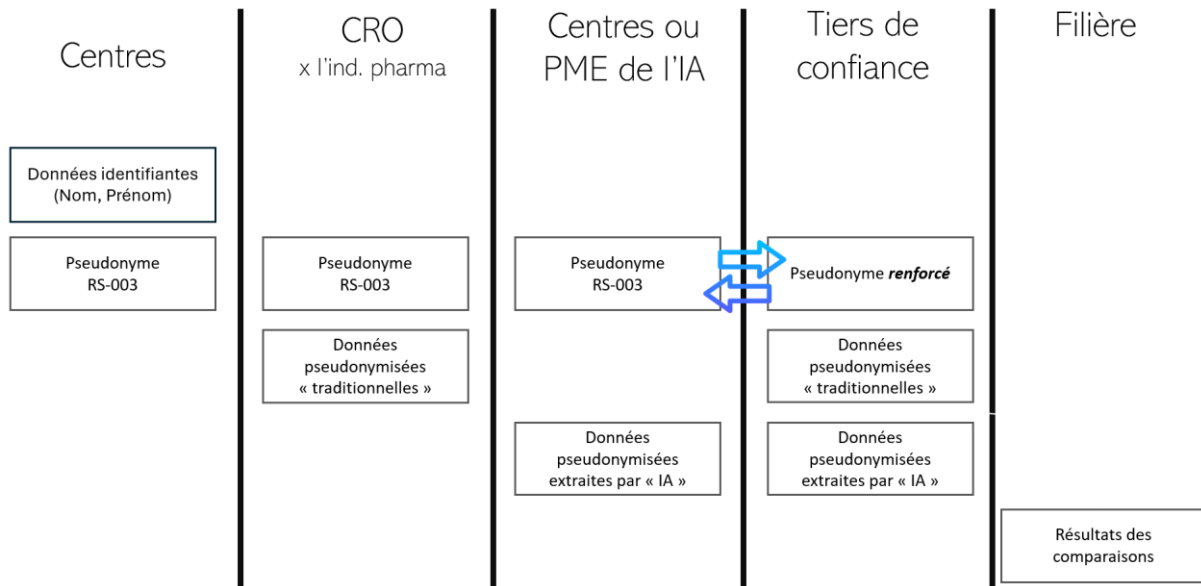 Centres
CRO
x l'ind. pharma
Centres ou
PME de l'IA
Tiers de
confiance
Filière
Données identifiantes
(Nom, Prénom)
Pseudonyme
RS-003
Pseudonyme
RS-003
Pseudonyme
RS-003
Pseudonyme renforcé
Données
pseudonymisées
« traditionnelles »
Données
pseudonymisées
« traditionnelles »
Données
pseudonymisées
extraites par « IA »
Données
pseudonymisées
extraites par « IA »
Résultats des
comparaisons